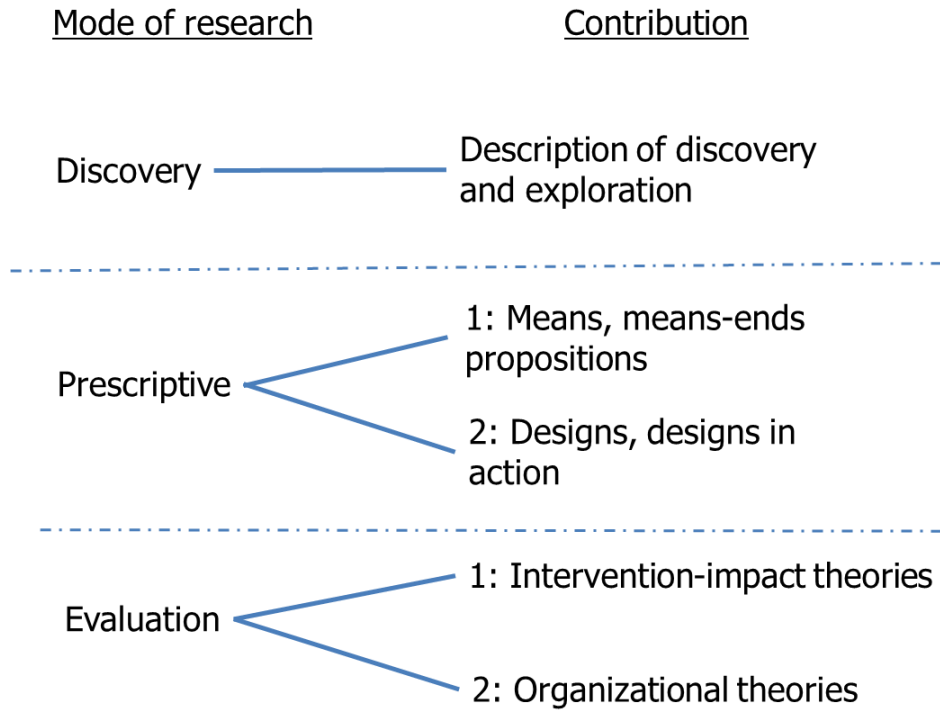 Mode of research
Contribution
Discovery
Description of discovery
and exploration
Prescriptive
1: Means, means-ends
propositions
2: Designs, designs in
action
Evaluation
1: Intervention-impact theories
2: Organizational theories